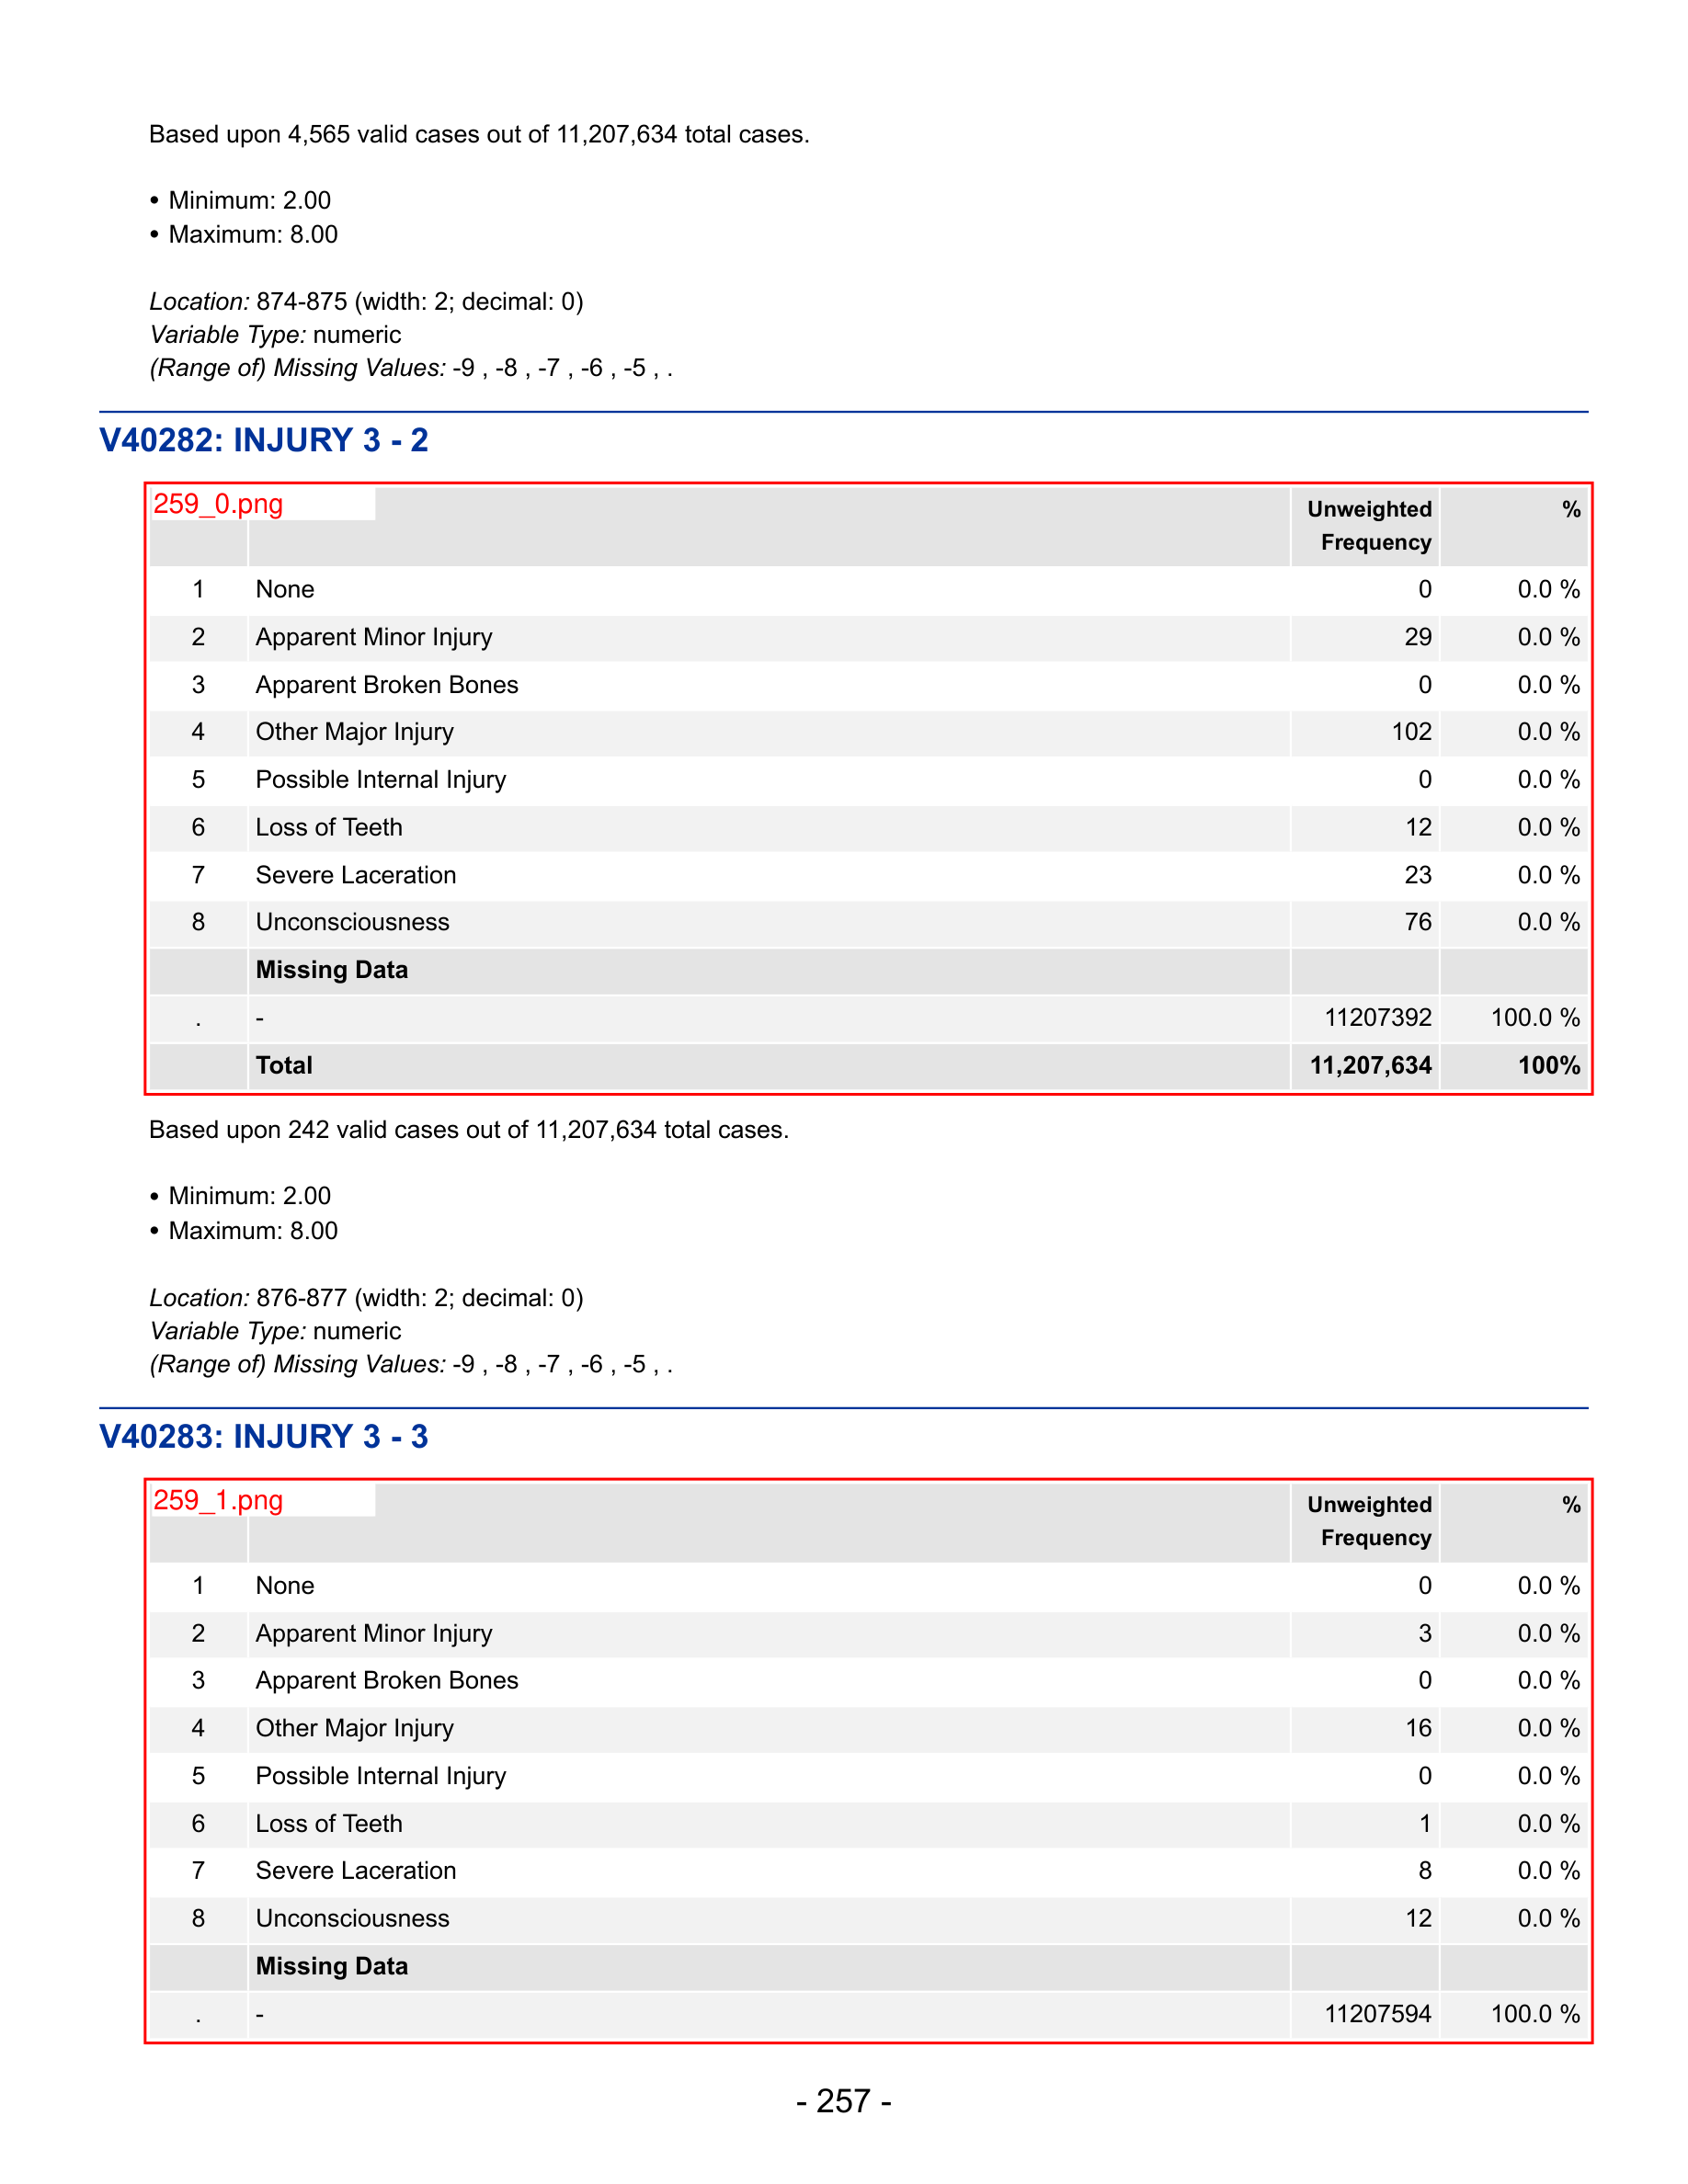 Based upon 4,565 valid cases out of 11,207,634 total cases.
• Minimum: 2.00
• Maximum: 8.00
Location: 874-875 (width: 2; decimal: 0)
Variable Type: numeric
(Range of) Missing Values: -9 , -8 , -7 , -6 , -5 , .
V40282: INJURY 3 - 2
259_0.png
Unweighted Frequency %
1 None 0 0.0 %
2 Apparent Minor Injury 29 0.0 %
3 Apparent Broken Bones 0 0.0 %
4 Other Major Injury 102 0.0 %
5 Possible Internal Injury 0 0.0 %
6 Loss of Teeth 12 0.0 %
7 Severe Laceration 23 0.0 %
8 Unconsciousness 76 0.0 %
Missing Data
. - 11207392 100.0 %
Total 11,207,634 100%
Based upon 242 valid cases out of 11,207,634 total cases.
• Minimum: 2.00
• Maximum: 8.00
Location: 876-877 (width: 2; decimal: 0)
Variable Type: numeric
(Range of) Missing Values: -9 , -8 , -7 , -6 , -5 , .
V40283: INJURY 3 - 3
259_1.png
Unweighted Frequency %
1 None 0 0.0 %
2 Apparent Minor Injury 3 0.0 %
3 Apparent Broken Bones 0 0.0 %
4 Other Major Injury 16 0.0 %
5 Possible Internal Injury 0 0.0 %
6 Loss of Teeth 1 0.0 %
7 Severe Laceration 8 0.0 %
8 Unconsciousness 12 0.0 %
Missing Data
. - 11207594 100.0 %
- 257 -